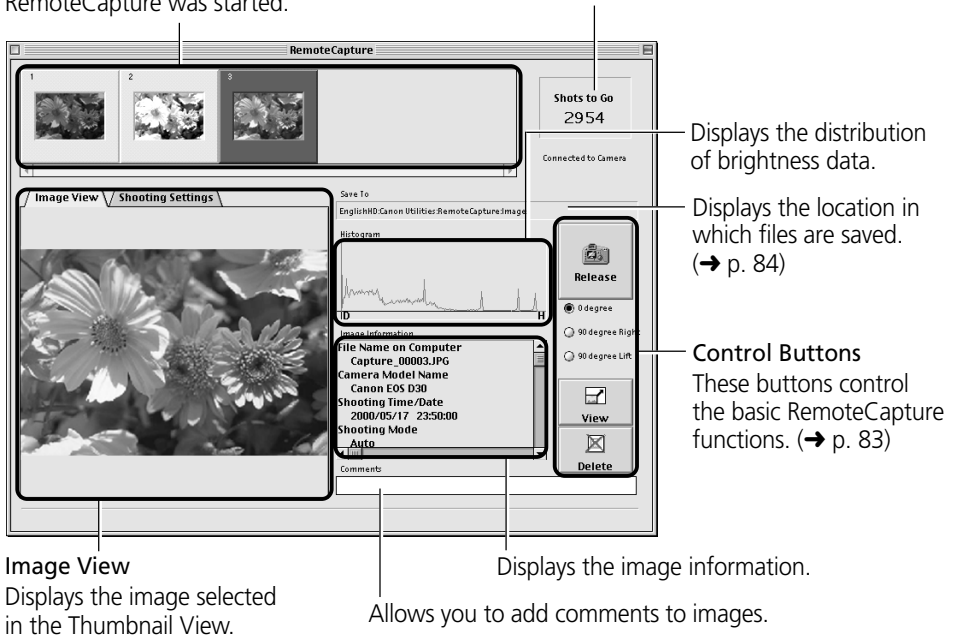 RemoteCapture was started.
RemoteCapture
1
2
3
Shots to Go
2954
Connected to Camera
Displays the distribution
of brightness data.
Image View
Shooting Settings
Save To
EnglishHD:Canon Utilities:RemoteCapture:Image
Displays the location in
which files are saved.
(➜ p. 84)
Histogram
D
H
Release
0 degree
90 degree Right
90 degree Lift
Control Buttons
These buttons control
the basic RemoteCapture
functions. (➜ p. 83)
Image Information
File Name on Computer
Capture_00003.JPG
Camera Model Name
Canon EOS D30
Shooting Time/Date
2000/05/17 23:50:00
Shooting Mode
Auto
View
Delete
Comments
Image View
Displays the image selected
in the Thumbnail View.
Displays the image information.
Allows you to add comments to images.